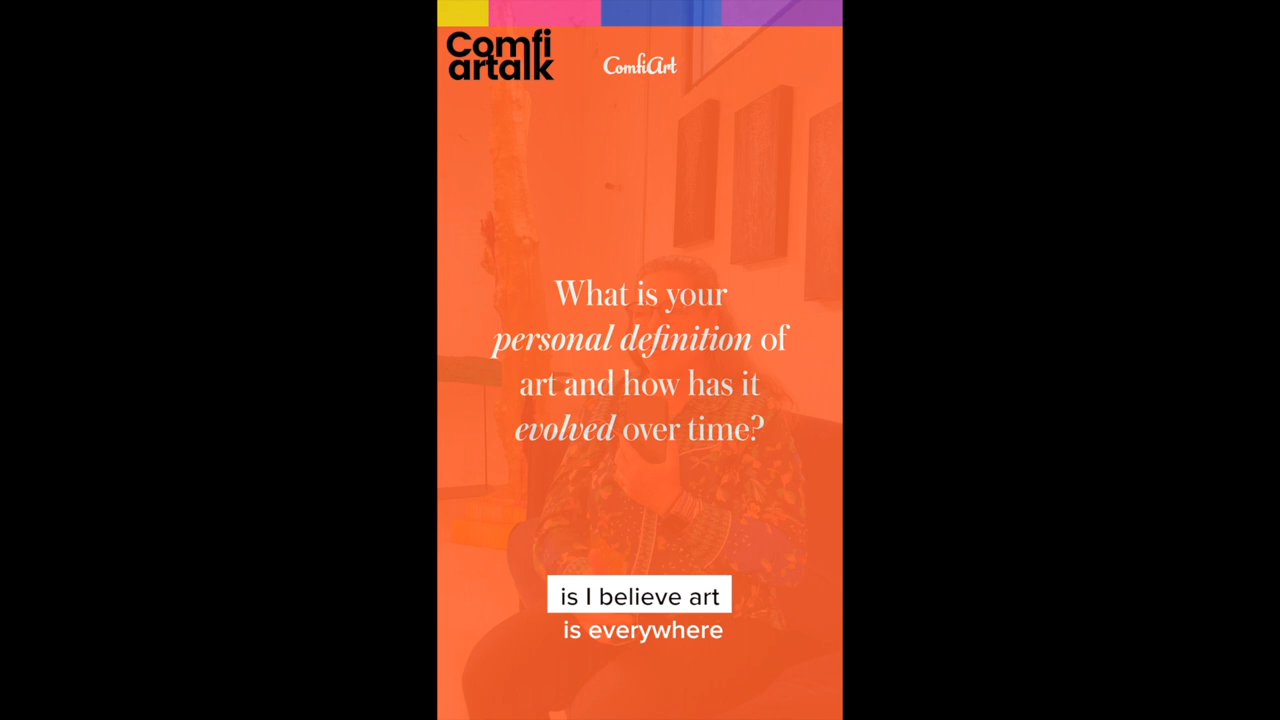 Comfi
artalk
ComfiArt
What is your
personal definition of
art and how has it
evolved over time?
is I believe art
is everywhere